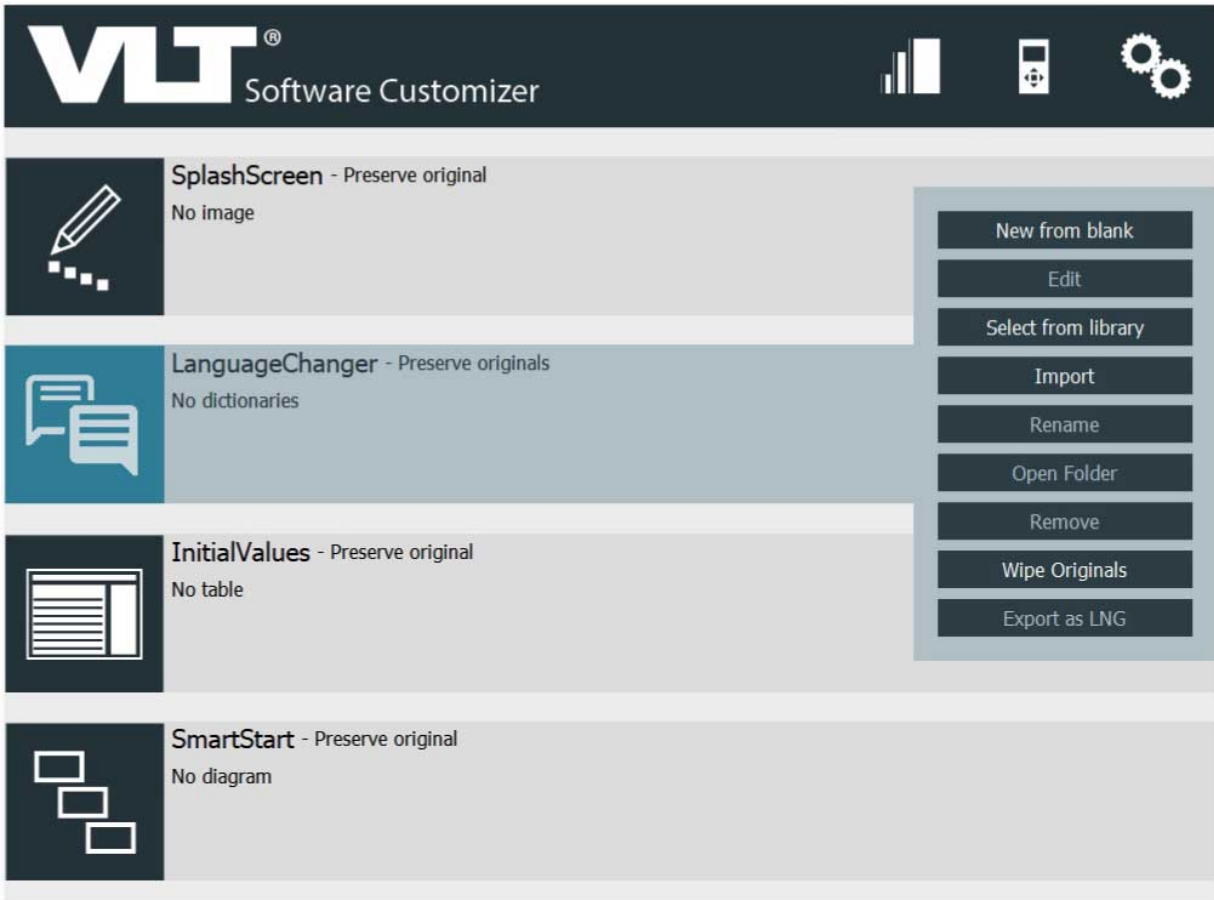 VLT®
Software Customizer
SplashScreen - Preserve original
No image
New from blank
Edit
Select from library
LanguageChanger - Preserve originals
No dictionaries
Import
Rename
Open Folder
Remove
Wipe Originals
Export as LNG
InitialValues - Preserve original
No table
SmartStart - Preserve original
No diagram